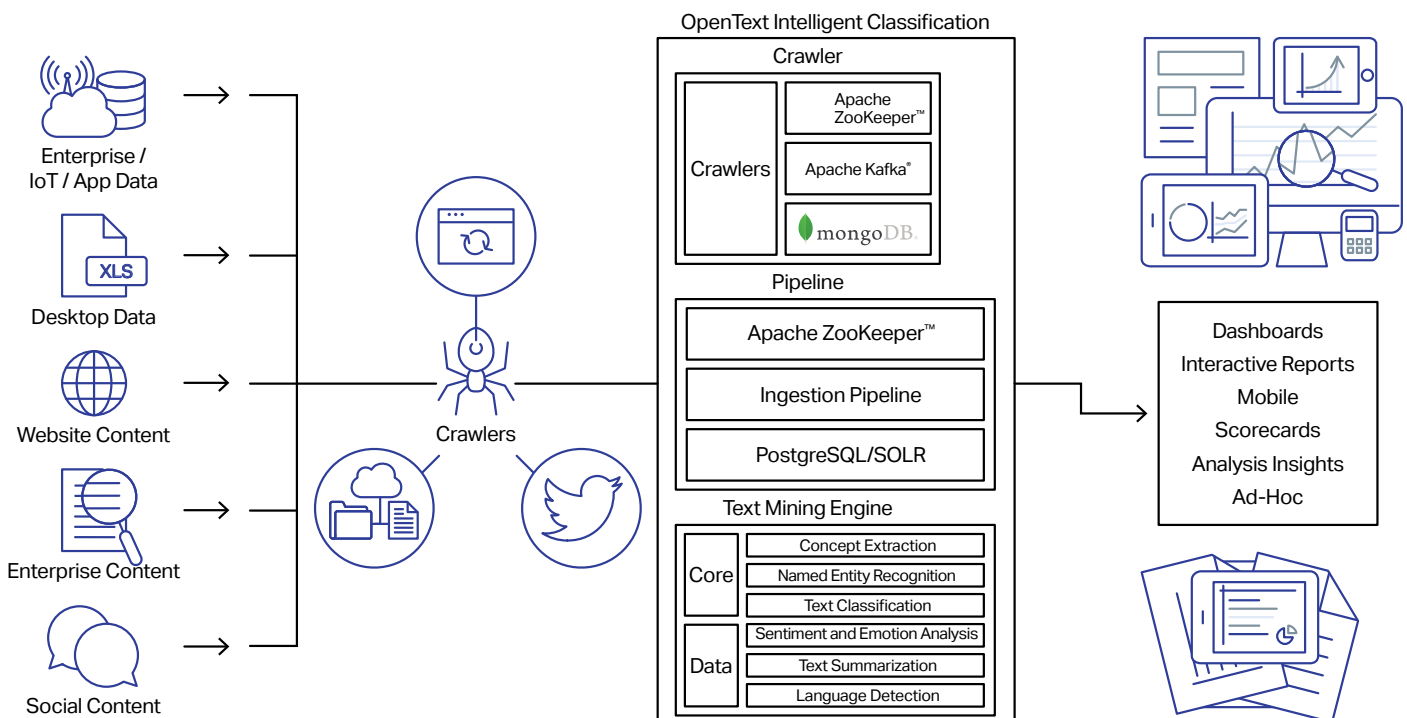 OpenText Intelligent Classification
Enterprise /
IoT / App Data
XLS
Desktop Data
Website Content
Enterprise Content
Social Content
Crawlers
Crawler
Crawlers
Apache
ZooKeeper™
Apache Kafka®
mongoDB.
Pipeline
Apache ZooKeeper™
Ingestion Pipeline
PostgreSQL/SOLR
Text Mining Engine
Core
Concept Extraction
Named Entity Recognition
Text Classification
Data
Sentiment and Emotion Analysis
Text Summarization
Language Detection
Dashboards
Interactive Reports
Mobile
Scorecards
Analysis Insights
Ad-Hoc